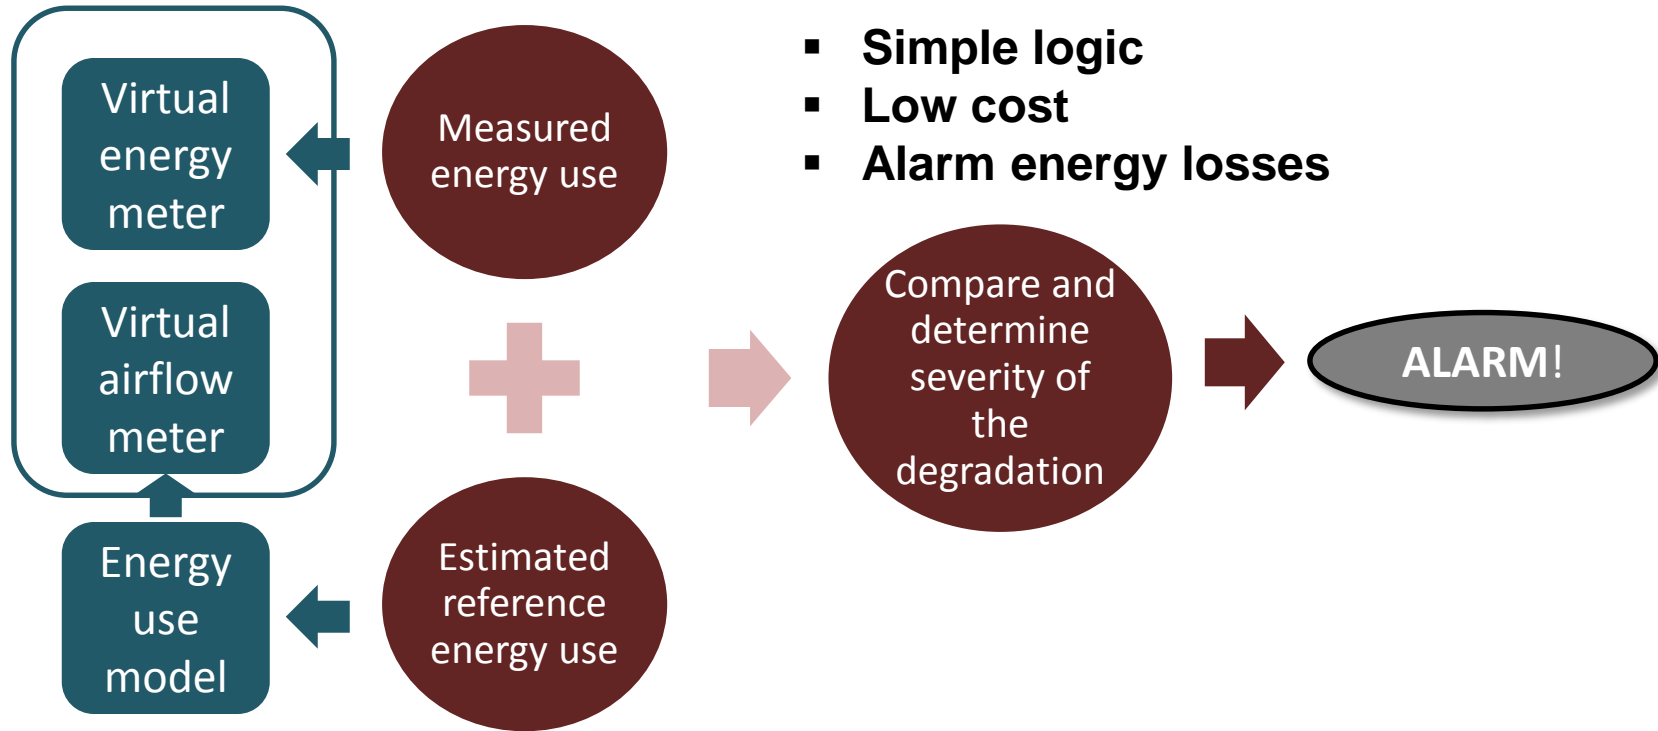 Virtual
energy
meter
Virtual
airflow
meter
Energy
use
model
Measured
energy use
Estimated
reference
energy use
▪ Simple logic
▪ Low cost
▪ Alarm energy losses
Compare and
determine
severity of
the
degradation
ALARM!